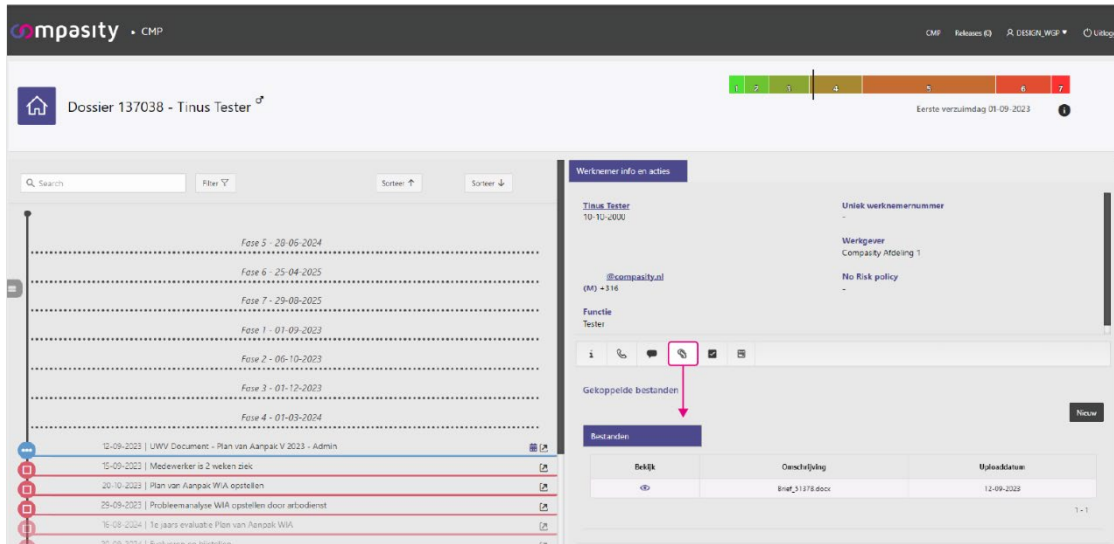 compasity • CMP
CMP Releases (0) DESIGN_WGP Uitlog
Dossier 137038 - Tinus Tester
1 2 3 4 5 6 7
Eerste verzuimdag 01-09-2023
Search
Filter
Sorteer ↑
Sorteer ↓
Fase 5 - 28-06-2024
Fase 6 - 25-04-2025
Fase 7 - 29-08-2025
Fase 1 - 01-09-2023
Fase 2 - 06-10-2023
Fase 3 - 01-12-2023
Fase 4 - 01-03-2024
12-09-2023 | UWV Document - Plan van Aanpak V 2023 - Admin
15-09-2023 | Medewerker is 2 weken ziek
20-10-2023 | Plan van Aanpak WIA opstellen
29-09-2023 | Probleemanalyse WIA opstellen door arbodienst
16-08-2024 | 1e jaars evaluatie Plan van Aanpak WIA
Werknemer info en acties
Tinus Tester
10-10-2000
@compasity.nl
(M) +316
Functie
Tester
Uniek werknemernummer
-
Werkgever
Compasity Afdeling 1
No Risk policy
-
Gekoppelde bestanden
Nieuw
Bestanden
Bekijk Omschrijving Uploaddatum
Brief_51378.docx 12-09-2023
1 - 1